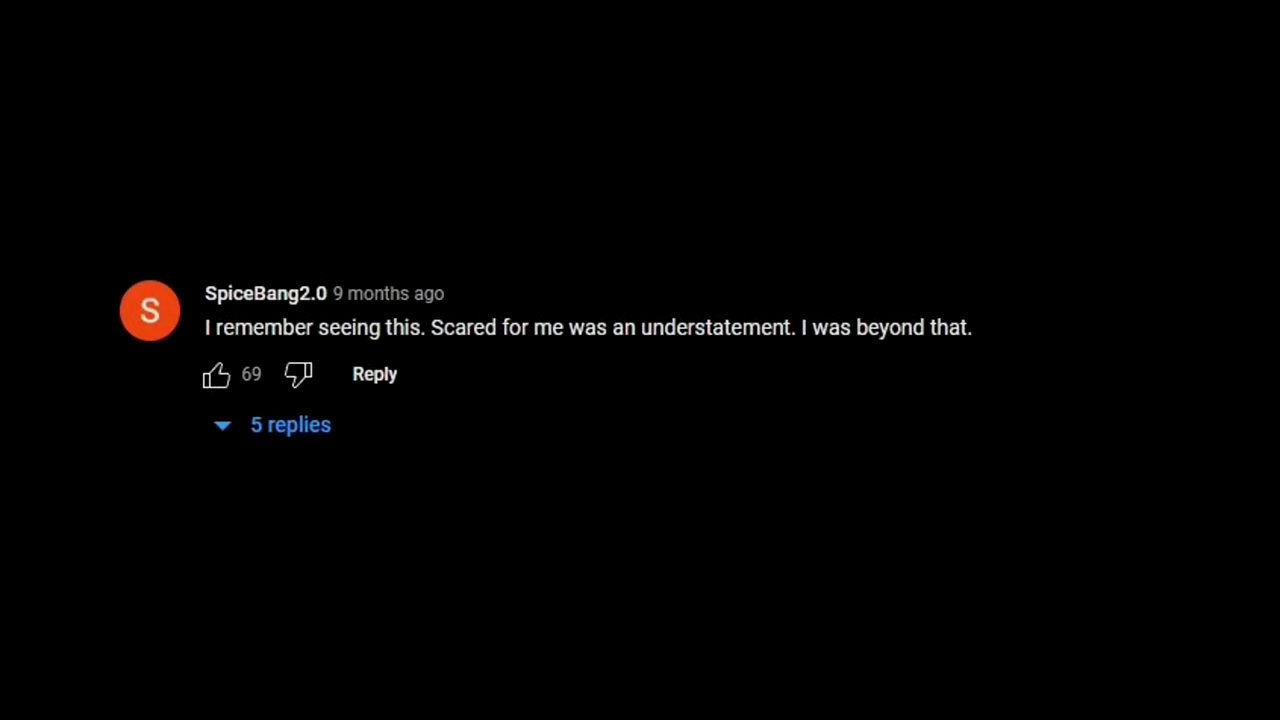 S
SpiceBang2.0 9 months ago
I remember seeing this. Scared for me was an understatement. I was beyond that.
69 Reply
5 replies